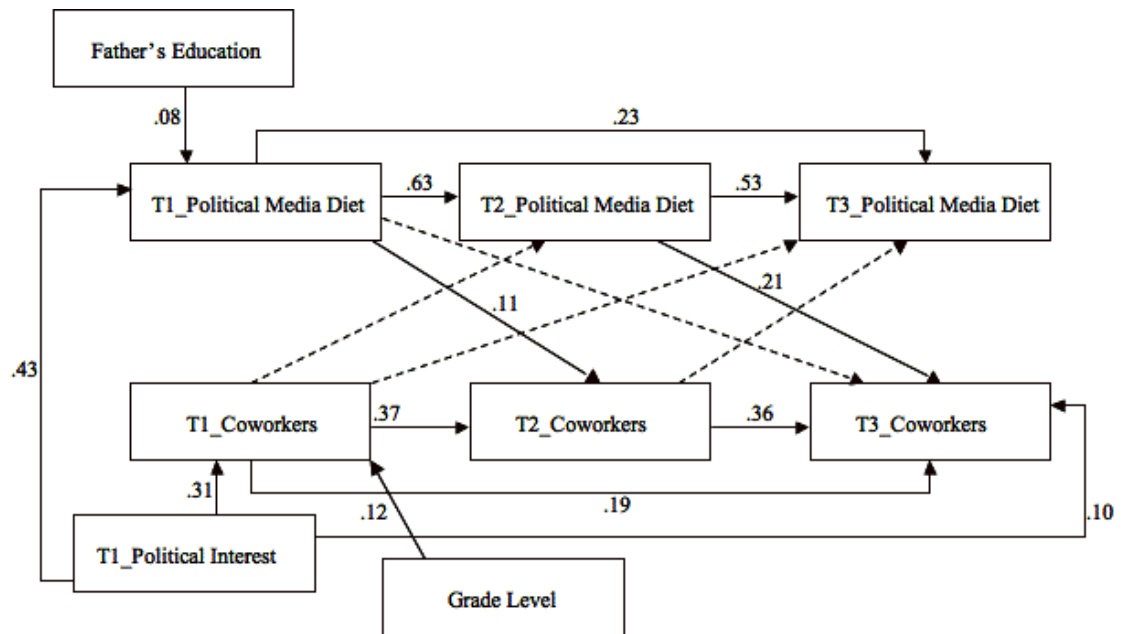 Father's Education
.08
.23
T1_Political Media Diet
.63
T2_Political Media Diet
.53
T3_Political Media Diet
.11
.21
.43
T1_Coworkers
.37
T2_Coworkers
.36
T3_Coworkers
.31
.12
.19
.10
T1_Political Interest
Grade Level